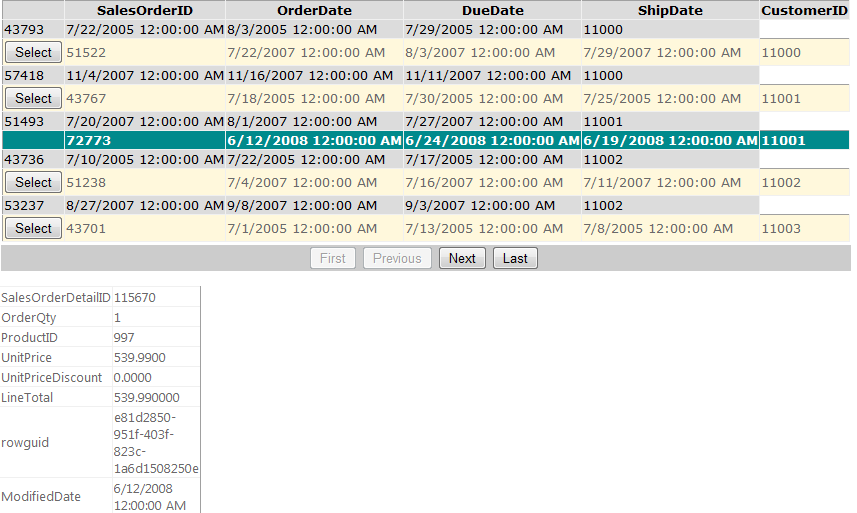 SalesOrderID OrderDate DueDate ShipDate CustomerID
43793 7/22/2005 12:00:00 AM 8/3/2005 12:00:00 AM 7/29/2005 12:00:00 AM 11000
Select 51522 7/22/2007 12:00:00 AM 8/3/2007 12:00:00 AM 7/29/2007 12:00:00 AM 11000
57418 11/4/2007 12:00:00 AM 11/16/2007 12:00:00 AM 11/11/2007 12:00:00 AM 11000
Select 43767 7/18/2005 12:00:00 AM 7/30/2005 12:00:00 AM 7/25/2005 12:00:00 AM 11001
51493 7/20/2007 12:00:00 AM 8/1/2007 12:00:00 AM 7/27/2007 12:00:00 AM 11001
72773 6/12/2008 12:00:00 AM 6/24/2008 12:00:00 AM 6/19/2008 12:00:00 AM 11001
43736 7/10/2005 12:00:00 AM 7/22/2005 12:00:00 AM 7/17/2005 12:00:00 AM 11002
Select 51238 7/4/2007 12:00:00 AM 7/16/2007 12:00:00 AM 7/11/2007 12:00:00 AM 11002
53237 8/27/2007 12:00:00 AM 9/8/2007 12:00:00 AM 9/3/2007 12:00:00 AM 11002
Select 43701 7/1/2005 12:00:00 AM 7/13/2005 12:00:00 AM 7/8/2005 12:00:00 AM 11003
First Previous Next Last
SalesOrderDetailID 115670
OrderQty 1
ProductID 997
UnitPrice 539.9900
UnitPriceDiscount 0.0000
LineTotal 539.990000
rowguid e81d2850-
951f-403f-
823c-
1a6d1508250e
ModifiedDate 6/12/2008
12:00:00 AM